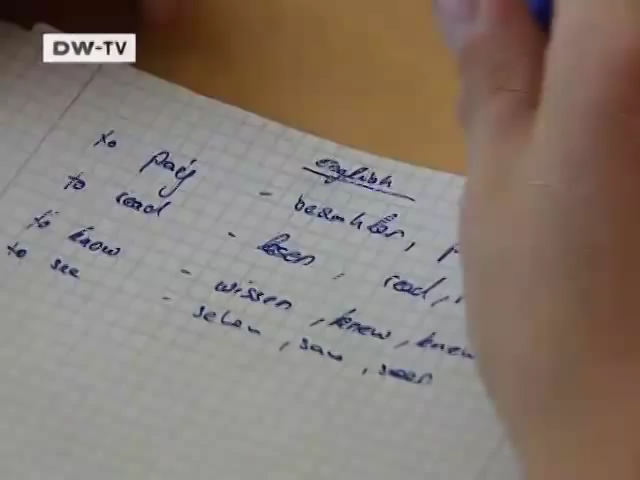 DW-TV
english
to pay - bezahlen,
to read - lesen, read,
to know - wissen, knew, know
to see - sehen, saw, seen